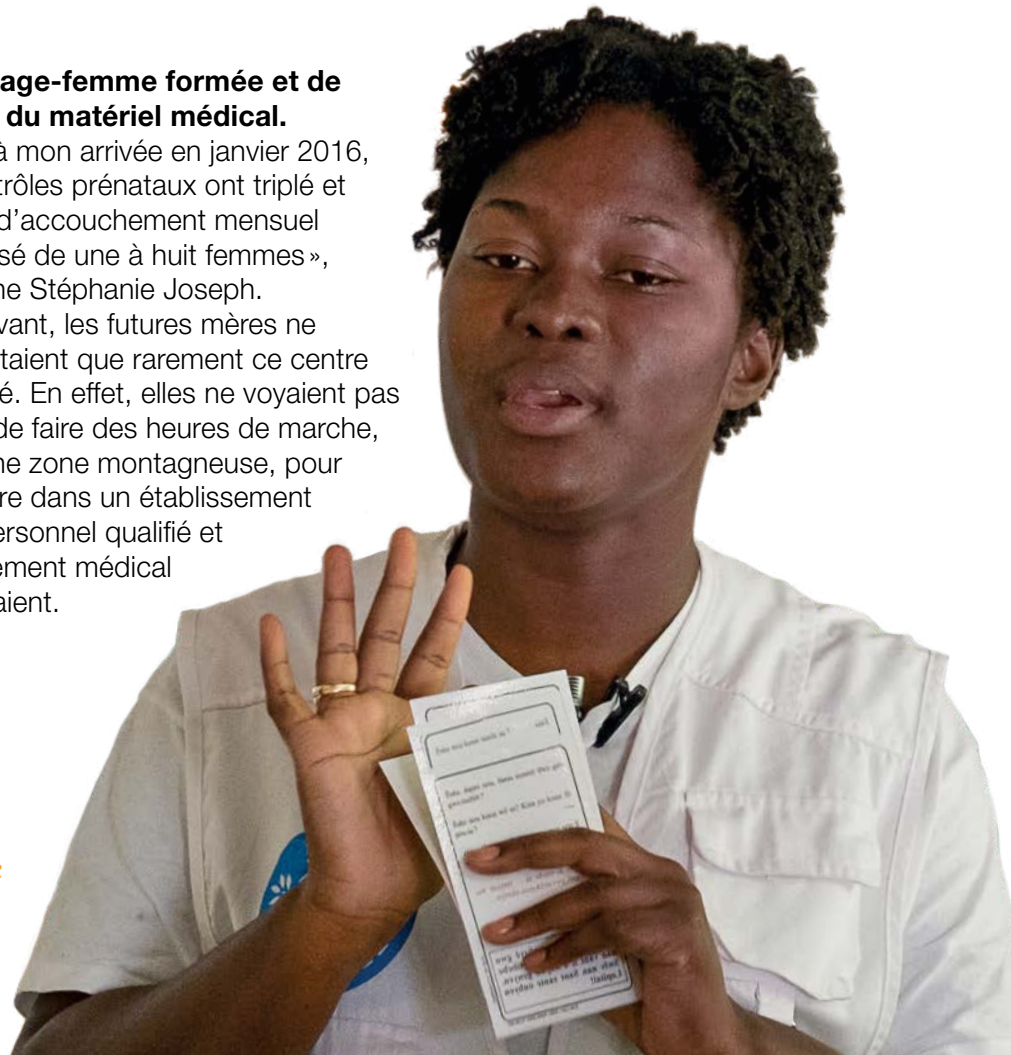 age-femme formée et de
du matériel médical.
à mon arrivée en janvier 2016,
trôles prénataux ont triplé et
d’accouchement mensuel
sé de une à huit femmes»,
ne Stéphanie Joseph.
vant, les futures mères ne
taient que rarement ce centre
é. En effet, elles ne voyaient pas
de faire des heures de marche,
ne zone montagneuse, pour
re dans un établissement
ersonnel qualifié et
ement médical
aient.